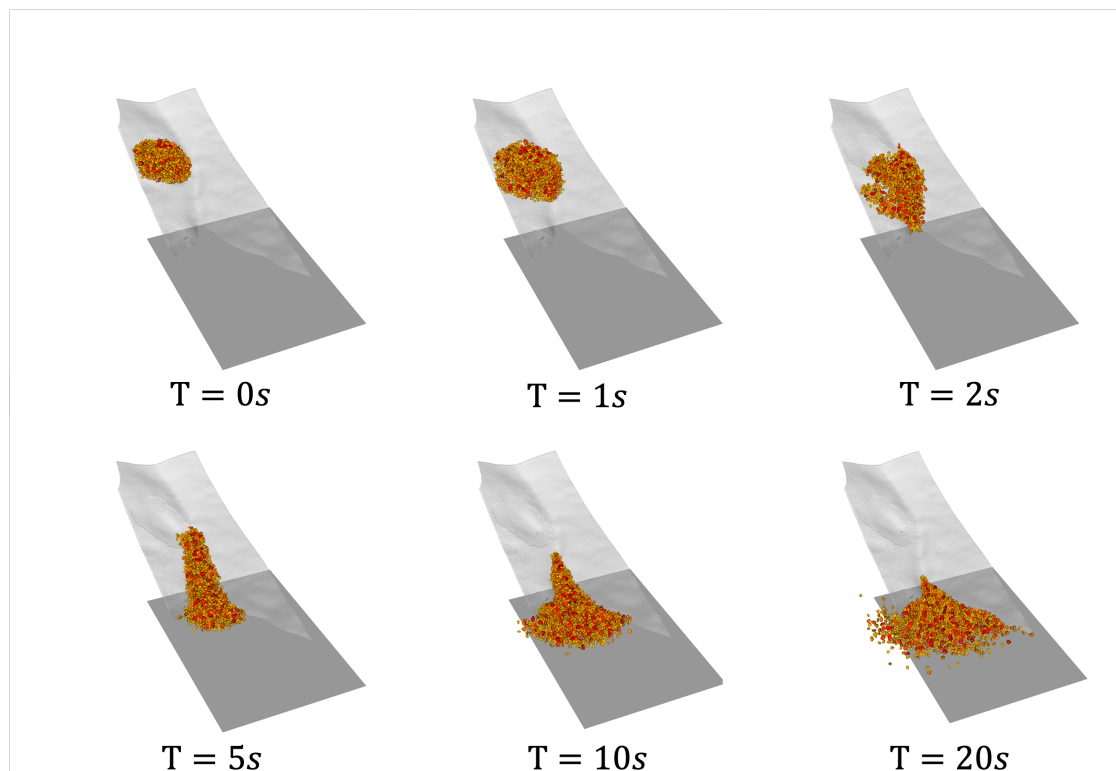 T = 0s
T = 1s
T = 2s
T = 5s
T = 10s
T = 20s